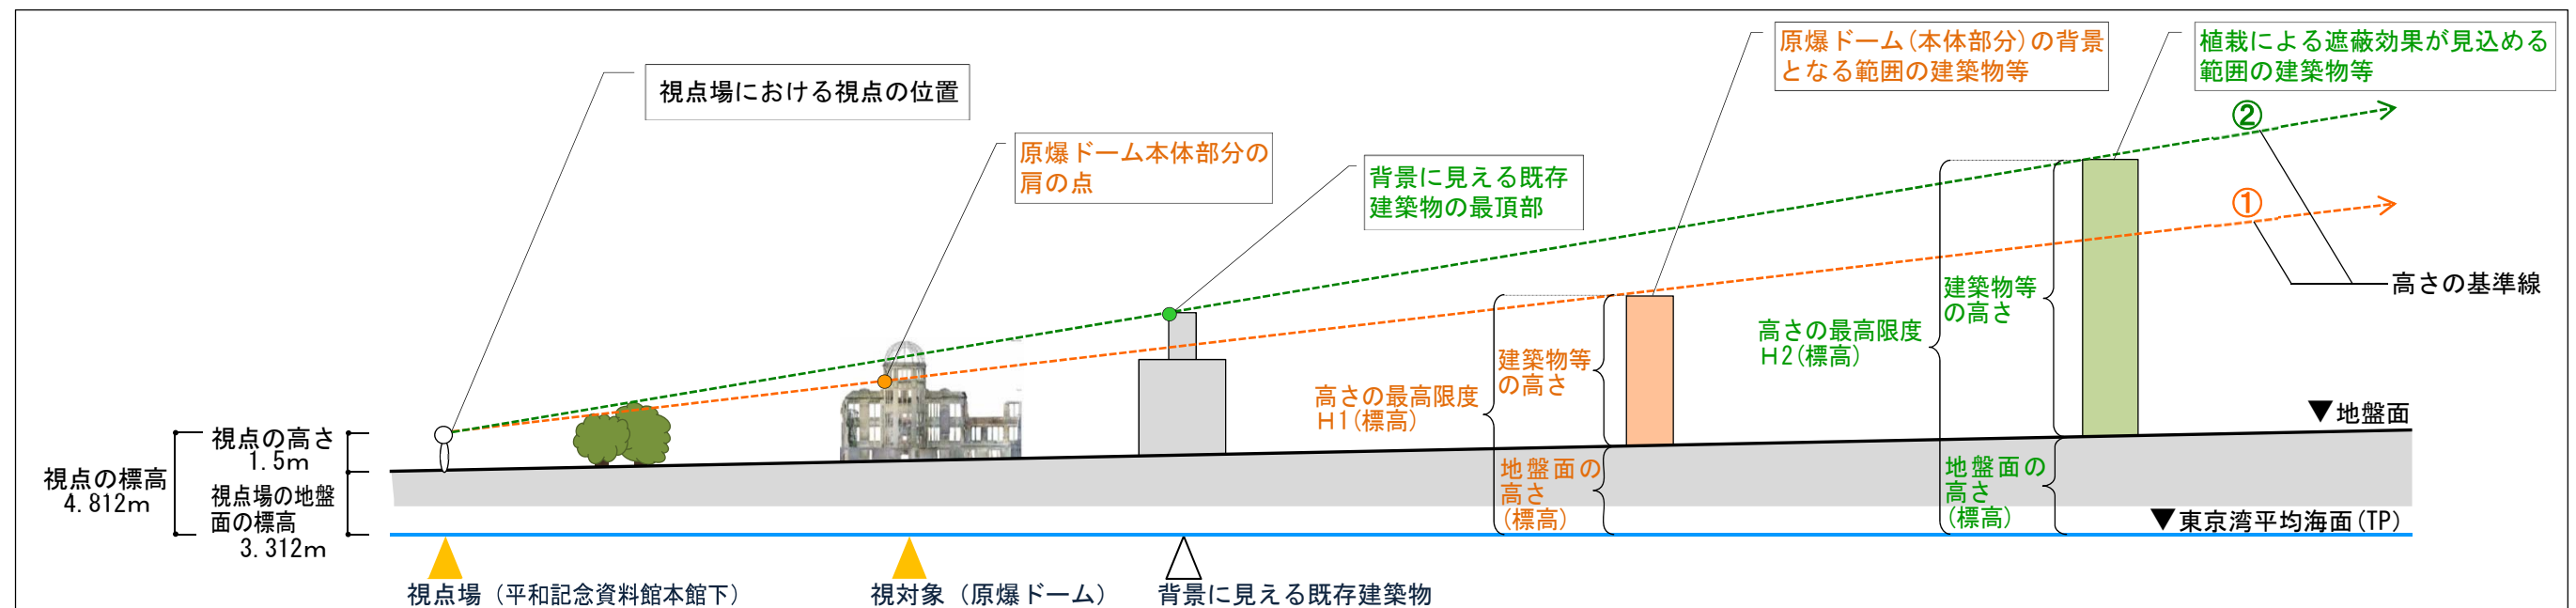 視点場における視点の位置
原爆ドーム本体部分の
肩の点
背景に見える既存
建築物の最頂部
原爆ドーム(本体部分)の背景
となる範囲の建築物等
植栽による遮蔽効果が見込める
範囲の建築物等
②
①
高さの基準線
建築物等
の高さ
高さの最高限度
H2(標高)
建築物等
の高さ
高さの最高限度
H1(標高)
▼地盤面
視点の高さ
1.5m
視点の標高
4.812m
視点場の地盤
面の標高
3.312m
地盤面の
高さ
(標高)
地盤面の
高さ
(標高)
▼東京湾平均海面(TP)
視点場（平和記念資料館本館下）
視対象（原爆ドーム）
背景に見える既存建築物